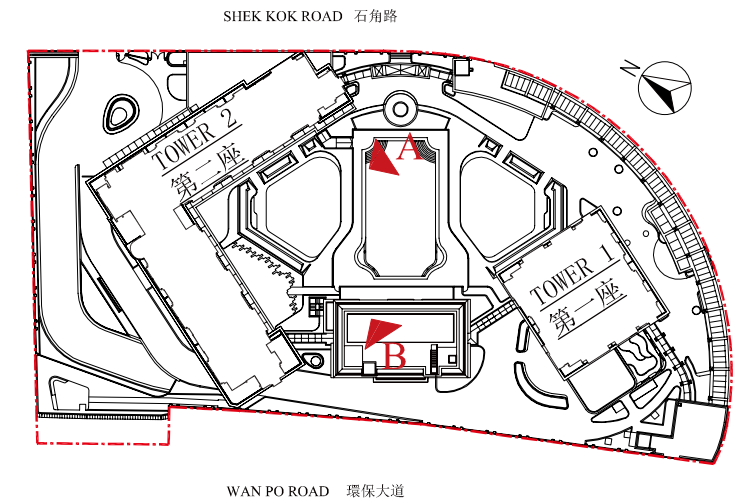 SHEK KOK ROAD 石角路
N
TOWER 2
第二座
A
TOWER 1
第一座
B
WAN PO ROAD 環保大道